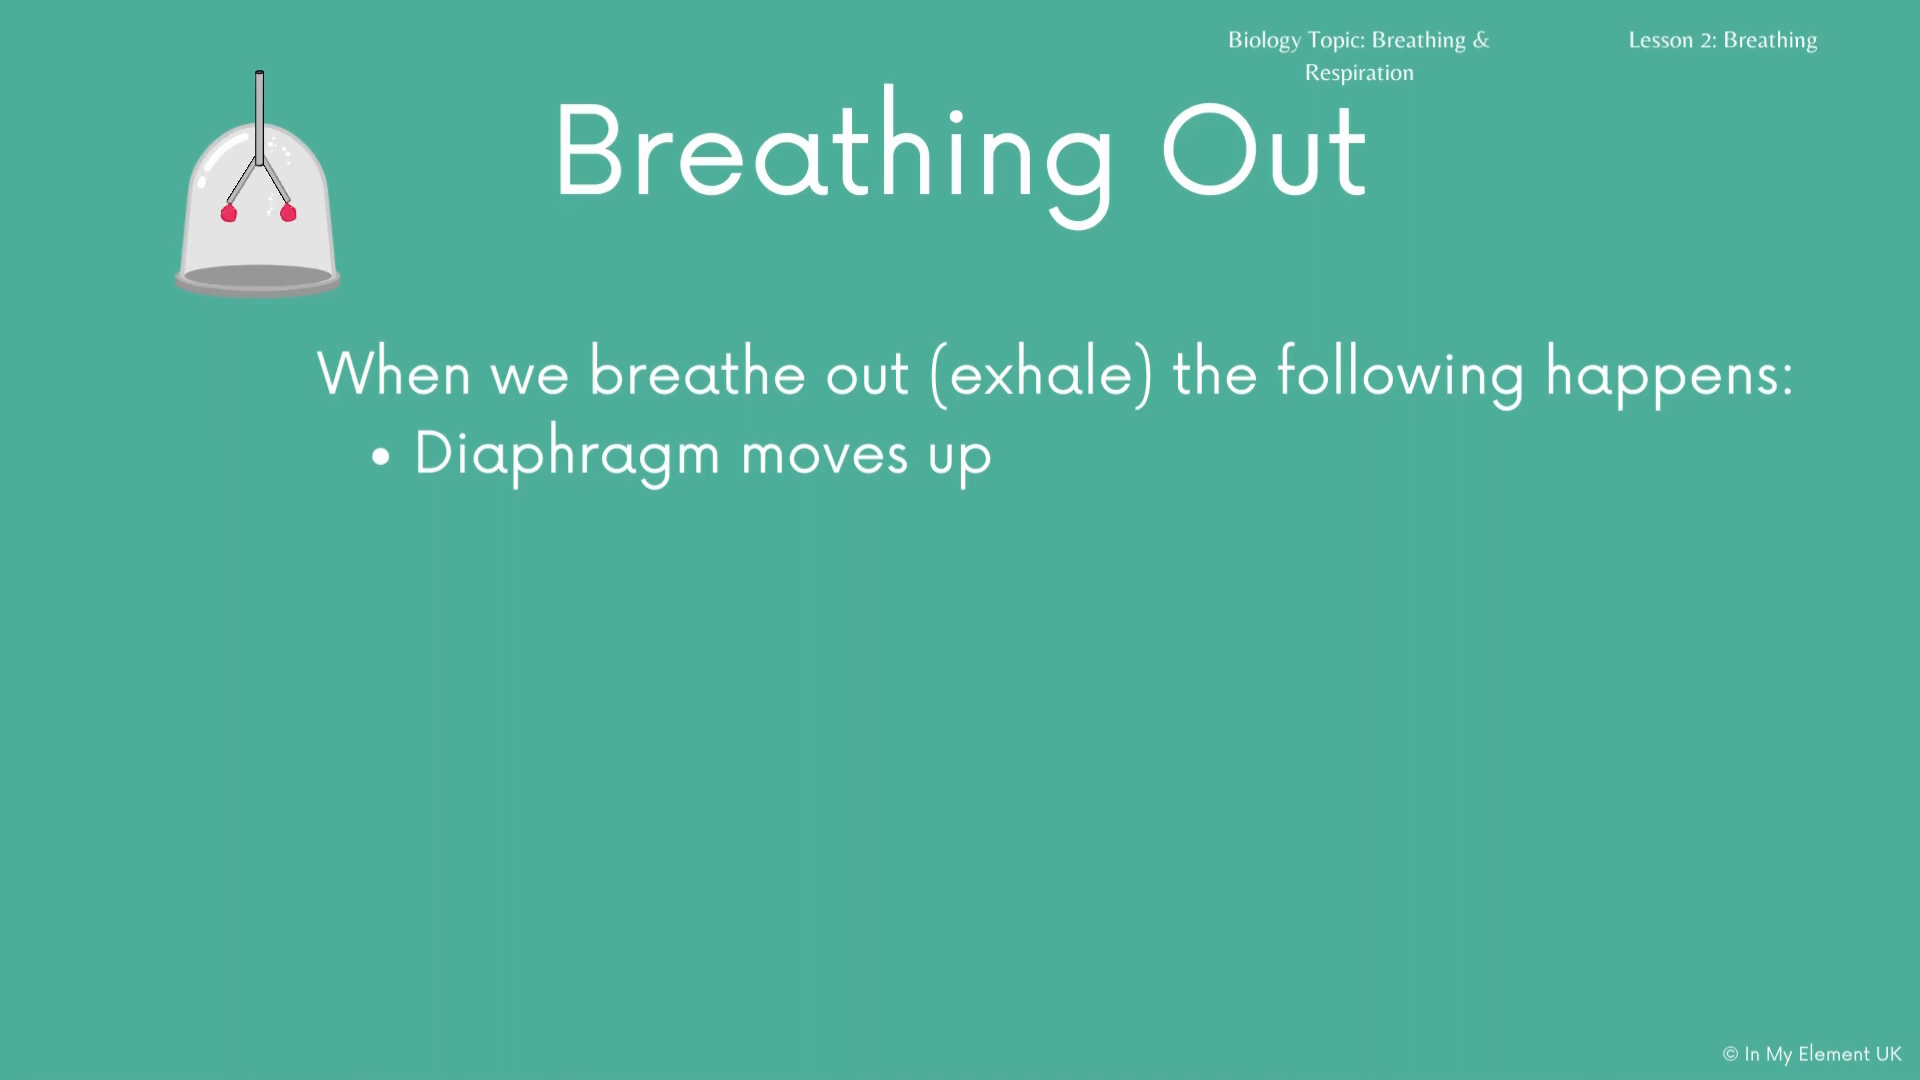 Biology Topic: Breathing &
Respiration
Lesson 2: Breathing
Breathing Out
When we breathe out (exhale) the following happens:
• Diaphragm moves up
© In My Element UK